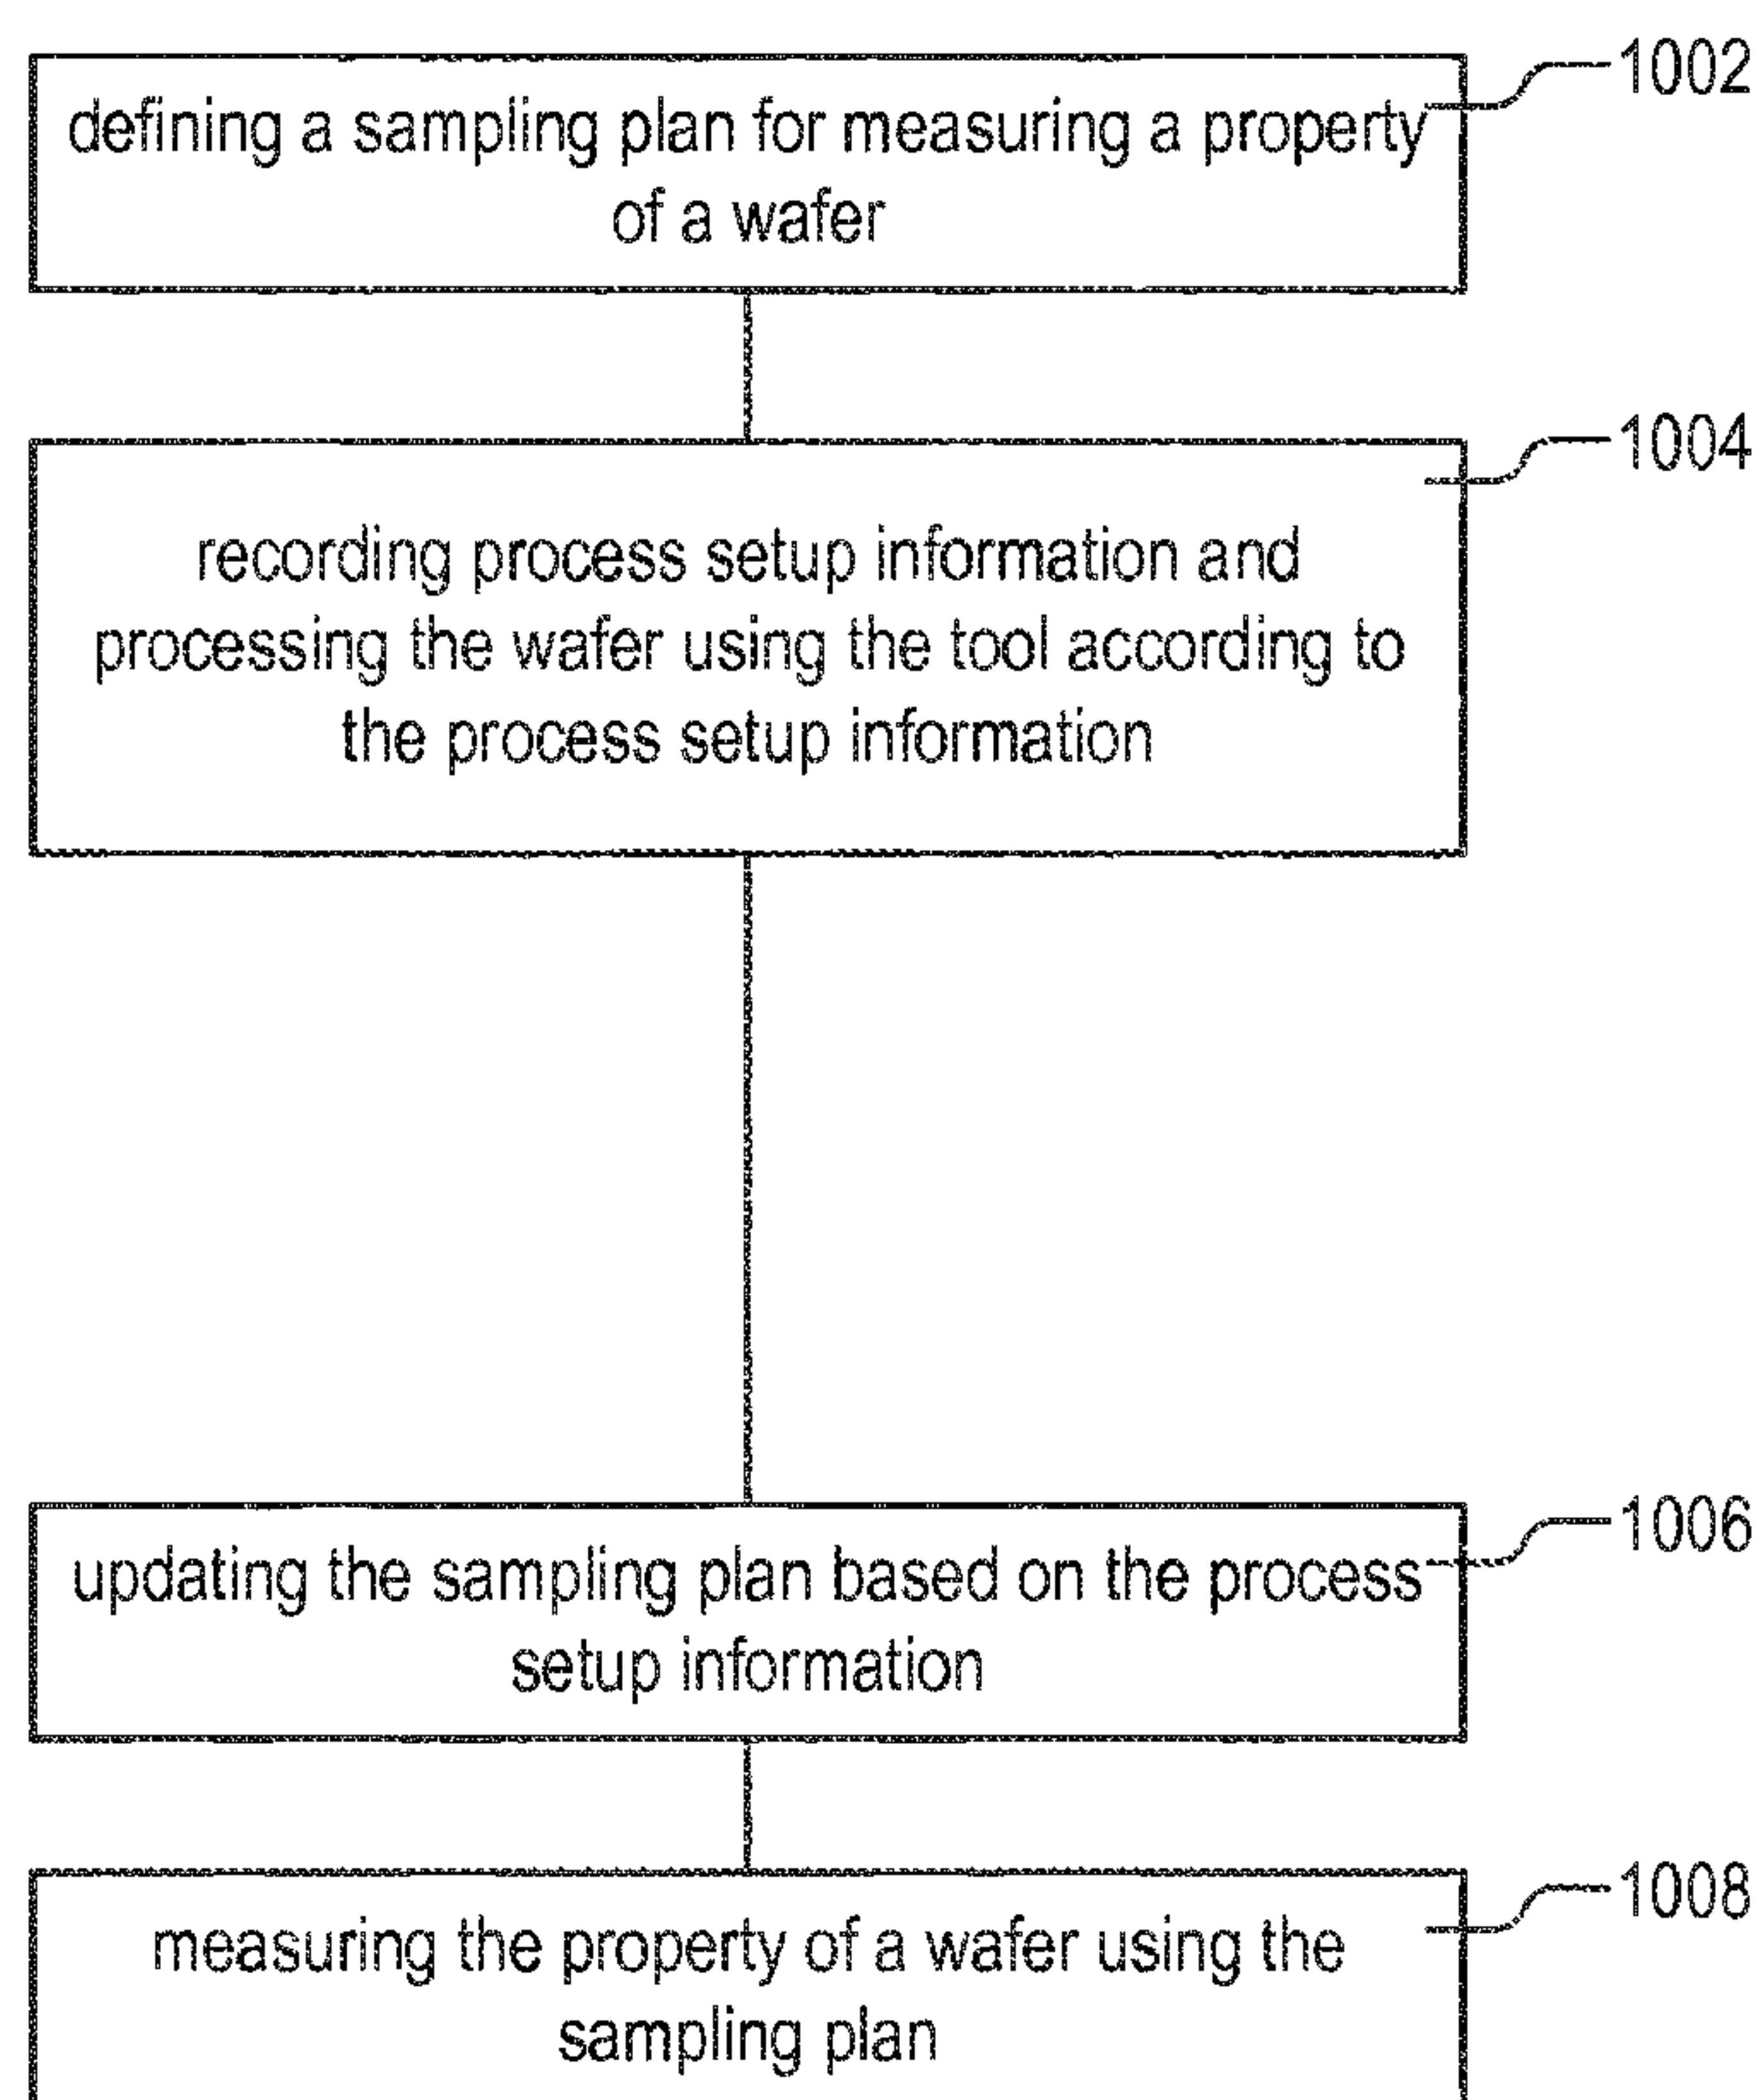 1002
defining a sampling plan for measuring a property
of a wafer
1004
recording process setup information and
processing the wafer using the tool according to
the process setup information
1006
updating the sampling plan based on the process
setup information
1008
measuring the property of a wafer using the
sampling plan